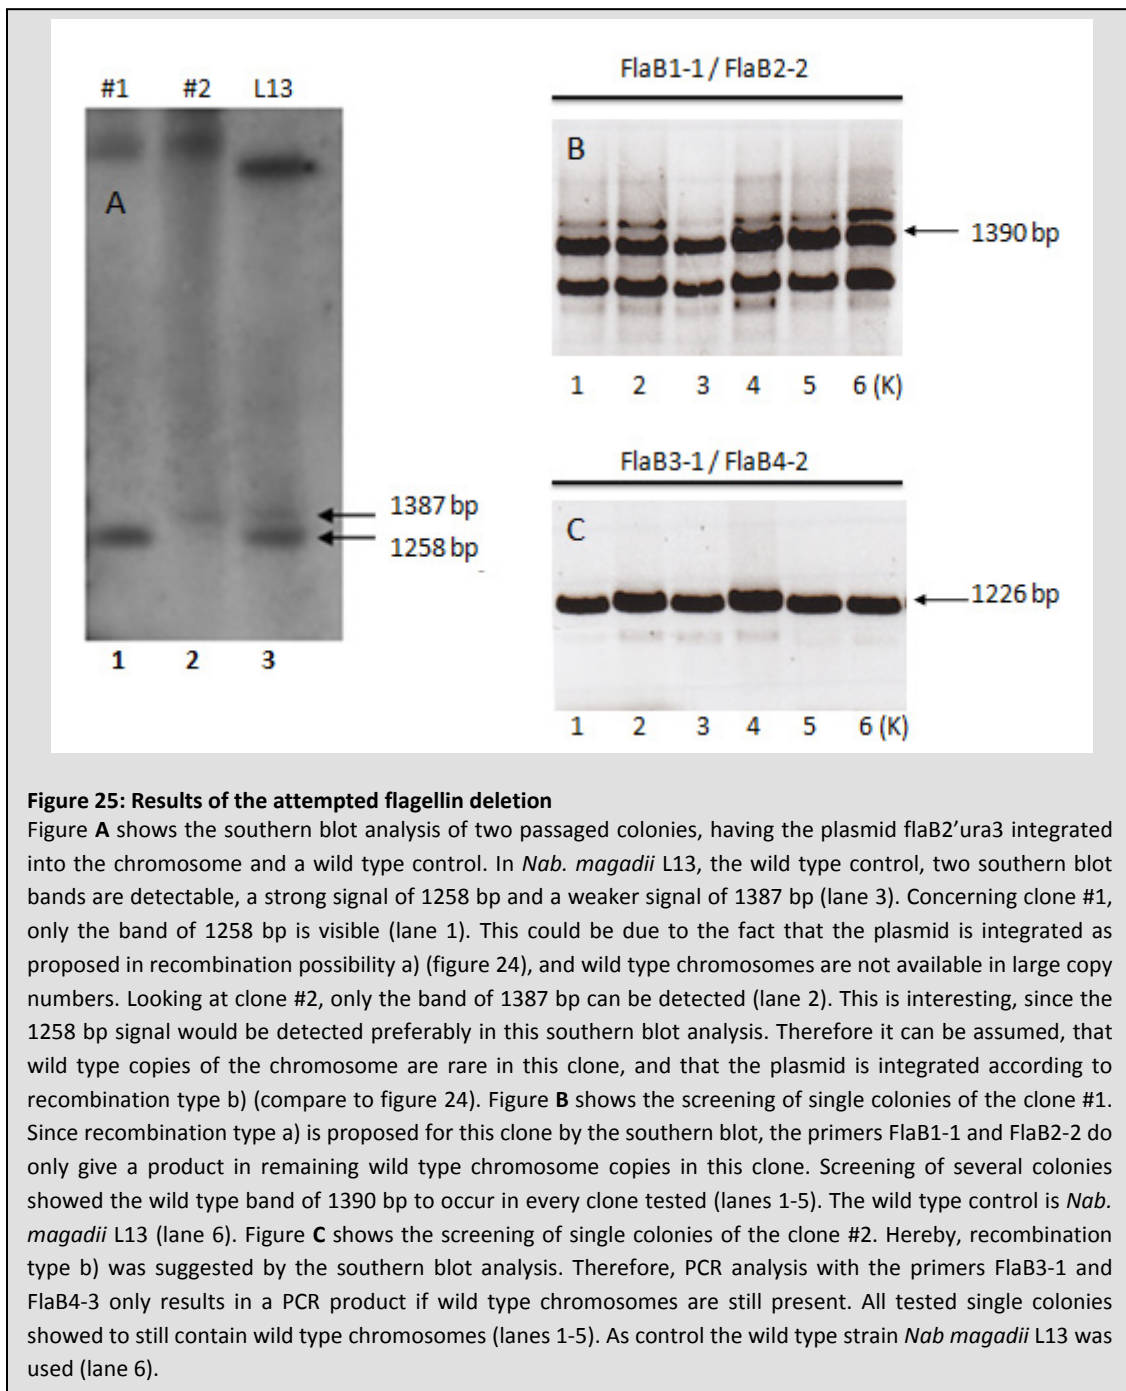 #1 #2 L13
A
1387 bp
1258 bp
1 2 3
FlaB1-1 / FlaB2-2
B
1390 bp
1 2 3 4 5 6 (K)
FlaB3-1 / FlaB4-2
C
1226 bp
1 2 3 4 5 6 (K)
Figure 25: Results of the attempted flagellin deletion
Figure A shows the southern blot analysis of two passaged colonies, having the plasmid flaB2’ura3 integrated
into the chromosome and a wild type control. In Nab. magadii L13, the wild type control, two southern blot
bands are detectable, a strong signal of 1258 bp and a weaker signal of 1387 bp (lane 3). Concerning clone #1,
only the band of 1258 bp is visible (lane 1). This could be due to the fact that the plasmid is integrated as
proposed in recombination possibility a) (figure 24), and wild type chromosomes are not available in large copy
numbers. Looking at clone #2, only the band of 1387 bp can be detected (lane 2). This is interesting, since the
1258 bp signal would be detected preferably in this southern blot analysis. Therefore it can be assumed, that
wild type copies of the chromosome are rare in this clone, and that the plasmid is integrated according to
recombination type b) (compare to figure 24). Figure B shows the screening of single colonies of the clone #1.
Since recombination type a) is proposed for this clone by the southern blot, the primers FlaB1-1 and FlaB2-2 do
only give a product in remaining wild type chromosome copies in this clone. Screening of several colonies
showed the wild type band of 1390 bp to occur in every clone tested (lanes 1-5). The wild type control is Nab.
magadii L13 (lane 6). Figure C shows the screening of single colonies of the clone #2. Hereby, recombination
type b) was suggested by the southern blot analysis. Therefore, PCR analysis with the primers FlaB3-1 and
FlaB4-3 only results in a PCR product if wild type chromosomes are still present. All tested single colonies
showed to still contain wild type chromosomes (lanes 1-5). As control the wild type strain Nab magadii L13 was
used (lane 6).